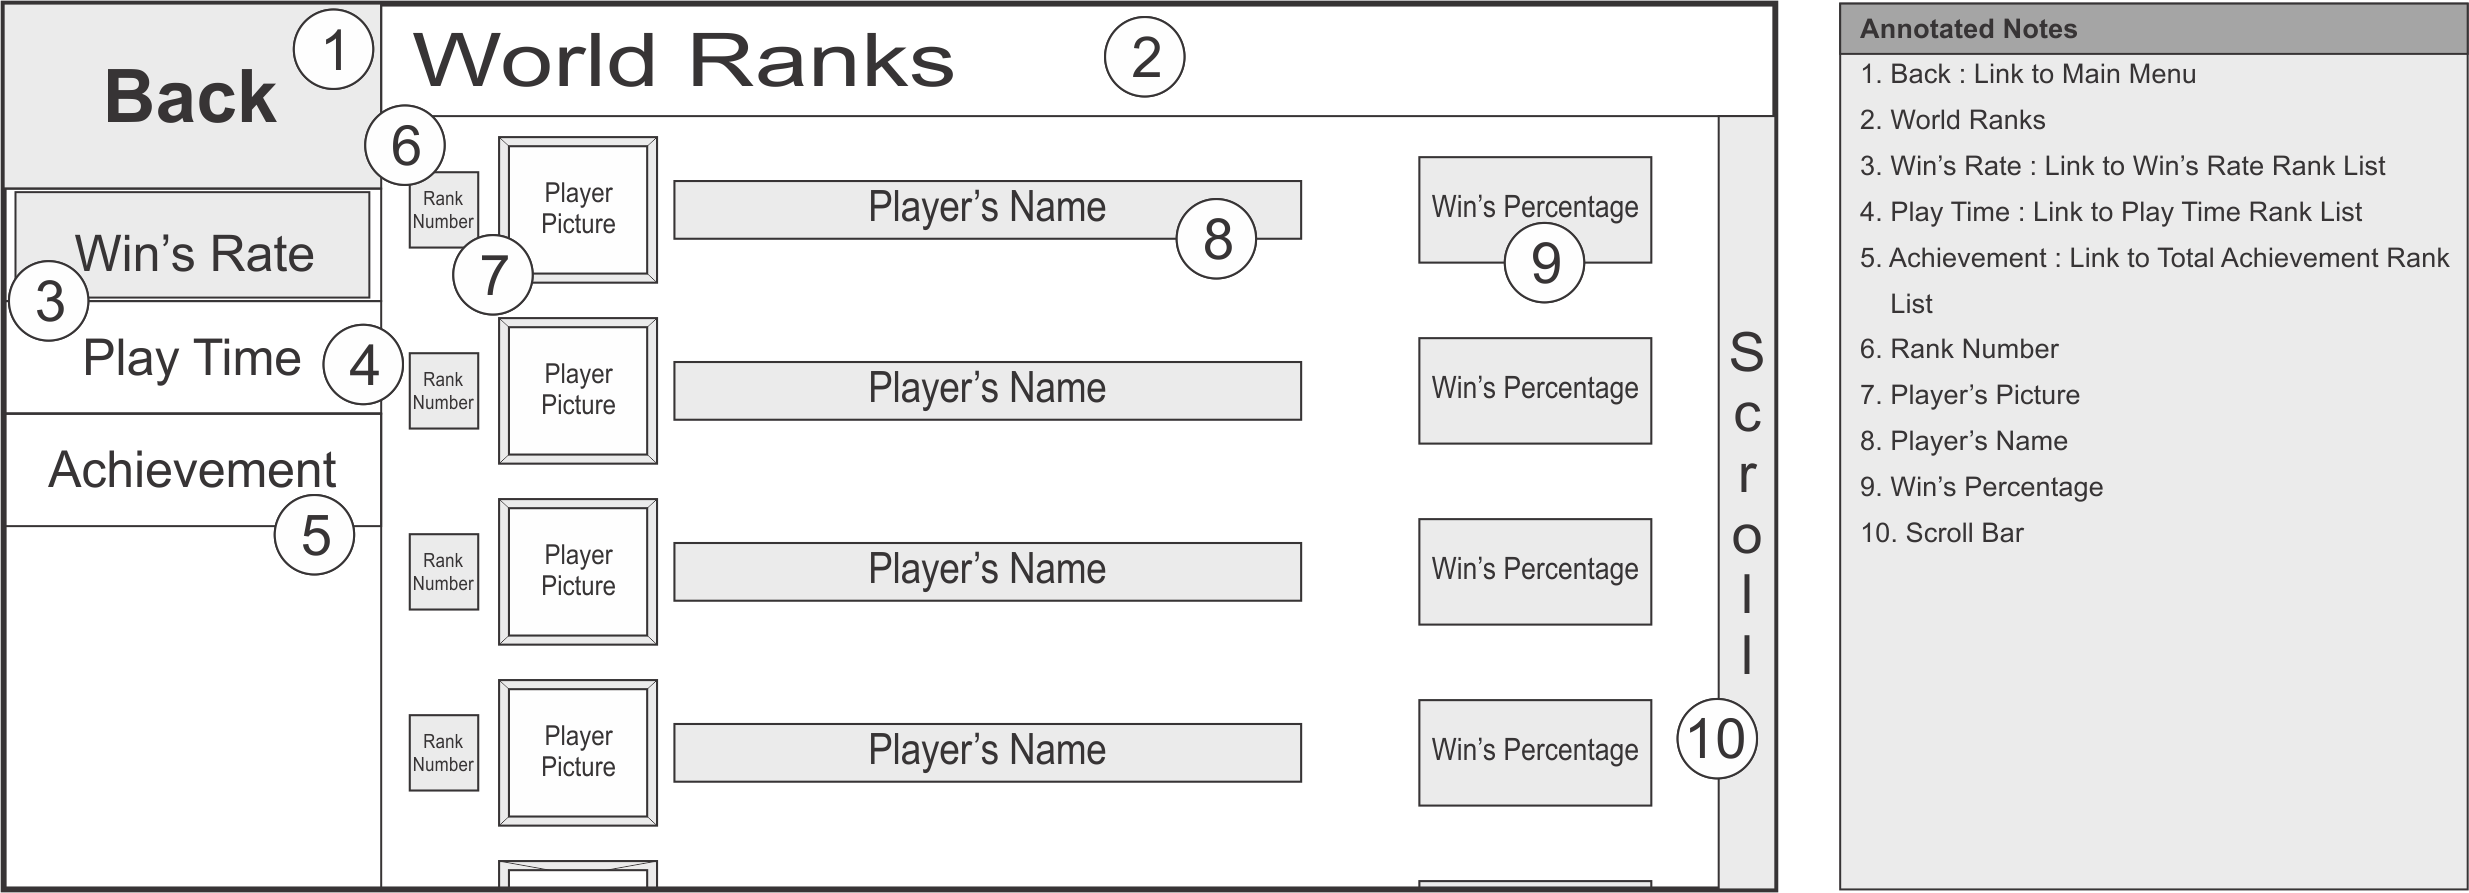 Back
1
World Ranks
2
Win’s Rate
3
Play Time
4
Achievement
5
6
Rank
Number
7
Player
Picture
Player’s Name
8
Win’s Percentage
9
Rank
Number
Player
Picture
Player’s Name
Win’s Percentage
Rank
Number
Player
Picture
Player’s Name
Win’s Percentage
Rank
Number
Player
Picture
Player’s Name
Win’s Percentage
Scroll
10
Annotated Notes
1. Back : Link to Main Menu
2. World Ranks
3. Win’s Rate : Link to Win’s Rate Rank List
4. Play Time : Link to Play Time Rank List
5. Achievement : Link to Total Achievement Rank
List
6. Rank Number
7. Player’s Picture
8. Player’s Name
9. Win’s Percentage
10. Scroll Bar